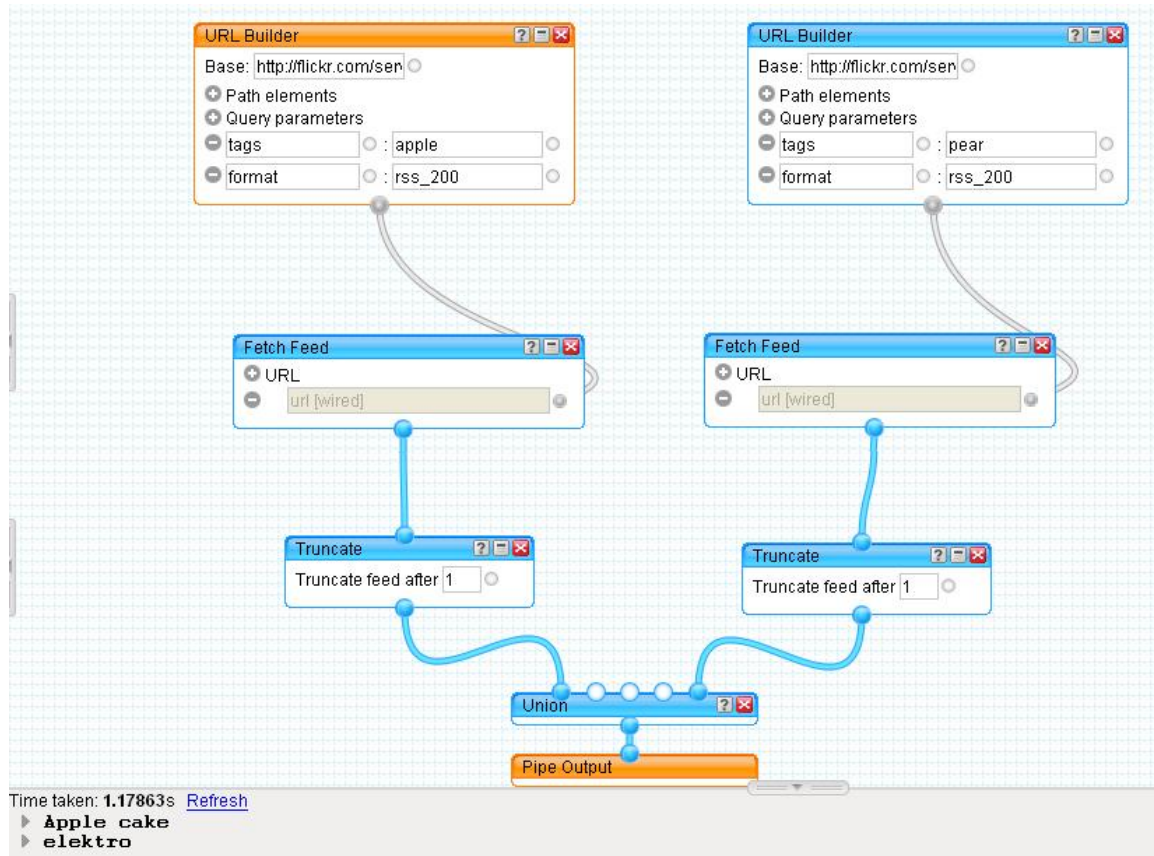 URL Builder
Base: http://flickr.com/ser
Path elements
Query parameters
tags : apple
format : rss_200
URL Builder
Base: http://flickr.com/ser
Path elements
Query parameters
tags : pear
format : rss_200
Fetch Feed
URL
url [wired]
Fetch Feed
URL
url [wired]
Truncate
Truncate feed after 1
Truncate
Truncate feed after 1
Union
Pipe Output
Time taken: 1.17863s Refresh
Apple cake
elektro